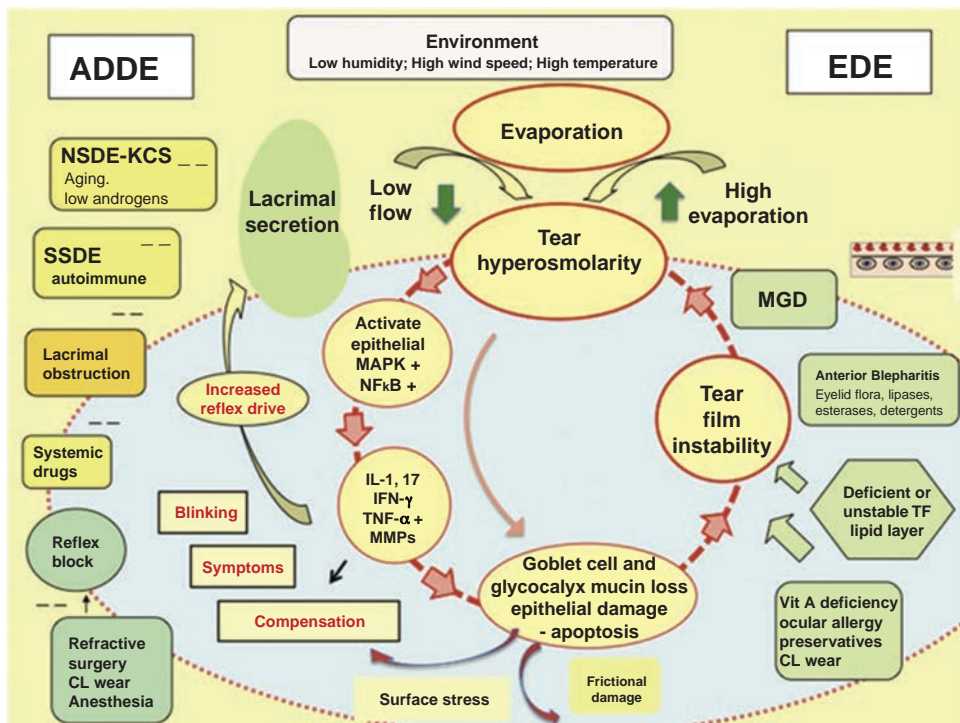 ADDE
Environment
Low humidity; High wind speed; High temperature
EDE
Evaporation
NSDE-KCS _ _
Aging.
low androgens
Lacrimal
secretion
Low
flow
High
evaporation
Tear
hyperosmolarity
_ _
SSDE
autoimmune
MGD
_ _
Lacrimal
obstruction
Activate
epithelial
MAPK +
NFkB +
Increased
reflex drive
Tear
film
instability
Anterior Blepharitis
Eyelid flora, lipases,
esterases, detergents
_ _
Systemic
drugs
IL-1, 17
IFN-γ
TNF-α +
MMPs
Blinking
Deficient or
unstable TF
lipid layer
Reflex
block
Symptoms
Goblet cell and
glycocalyx mucin loss
epithelial damage
- apoptosis
Compensation
_ _
Vit A deficiency
ocular allergy
preservatives
CL wear
Refractive
surgery
CL wear
Anesthesia
Surface stress
Frictional
damage